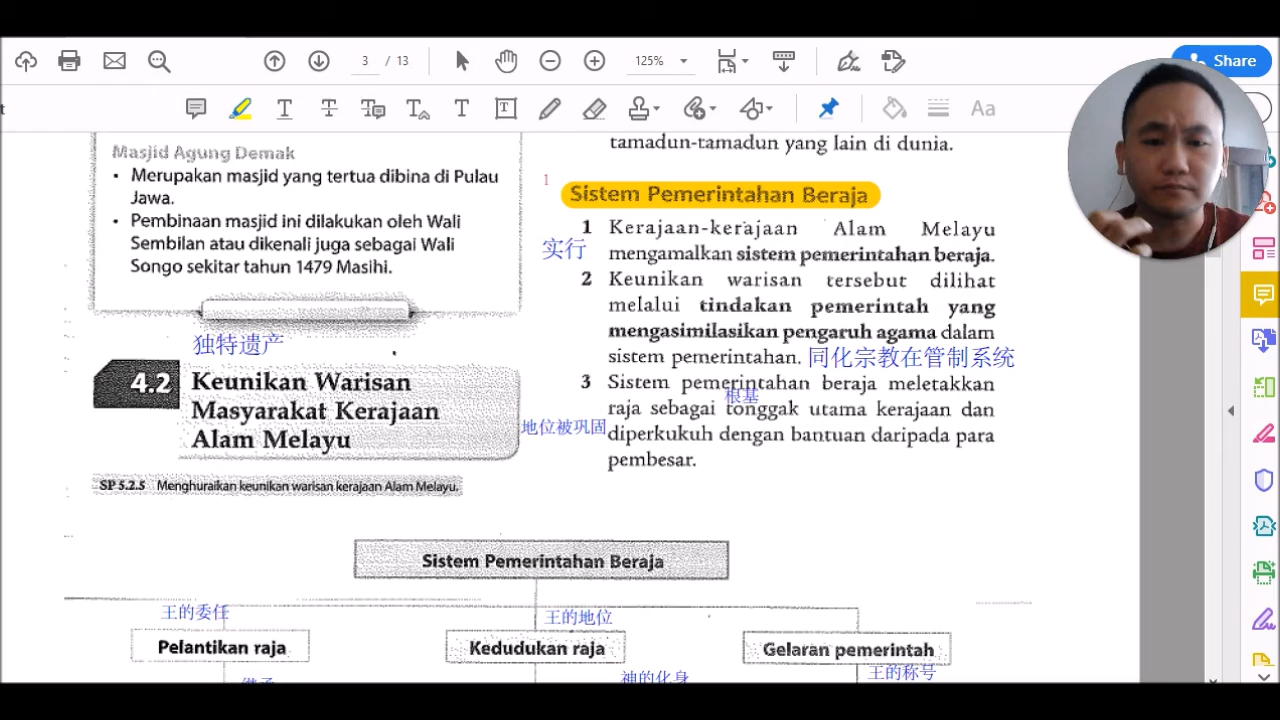 3 / 13
125%
Share
t
Aa
Masjid Agung Demak
• Merupakan masjid yang tertua dibina di Pulau
Jawa.
• Pembinaan masjid ini dilakukan oleh Wali
Sembilan atau dikenali juga sebagai Wali
Songo sekitar tahun 1479 Masihi.
独特遗产
4.2 Keunikan Warisan
Masyarakat Kerajaan
Alam Melayu
SP 5.2.5 Menghuraikan keunikan warisan kerajaan Alam Melayu.
tamadun-tamadun yang lain di dunia.
1
Sistem Pemerintahan Beraja
1 Kerajaan-kerajaan Alam Melayu
实行 mengamalkan sistem pemerintahan beraja.
2 Keunikan warisan tersebut dilihat
melalui tindakan pemerintah yang
mengasimilasikan pengaruh agama dalam
sistem pemerintahan. 同化宗教在管制系统
3 Sistem pemerintahan beraja meletakkan
根基
raja sebagai tonggak utama kerajaan dan
地位被巩固 diperkukuh dengan bantuan daripada para
pembesar.
Sistem Pemerintahan Beraja
王的委任
王的地位
Pelantikan raja
Kedudukan raja
Gelaran pemerintah
继承
神的化身
王的称号